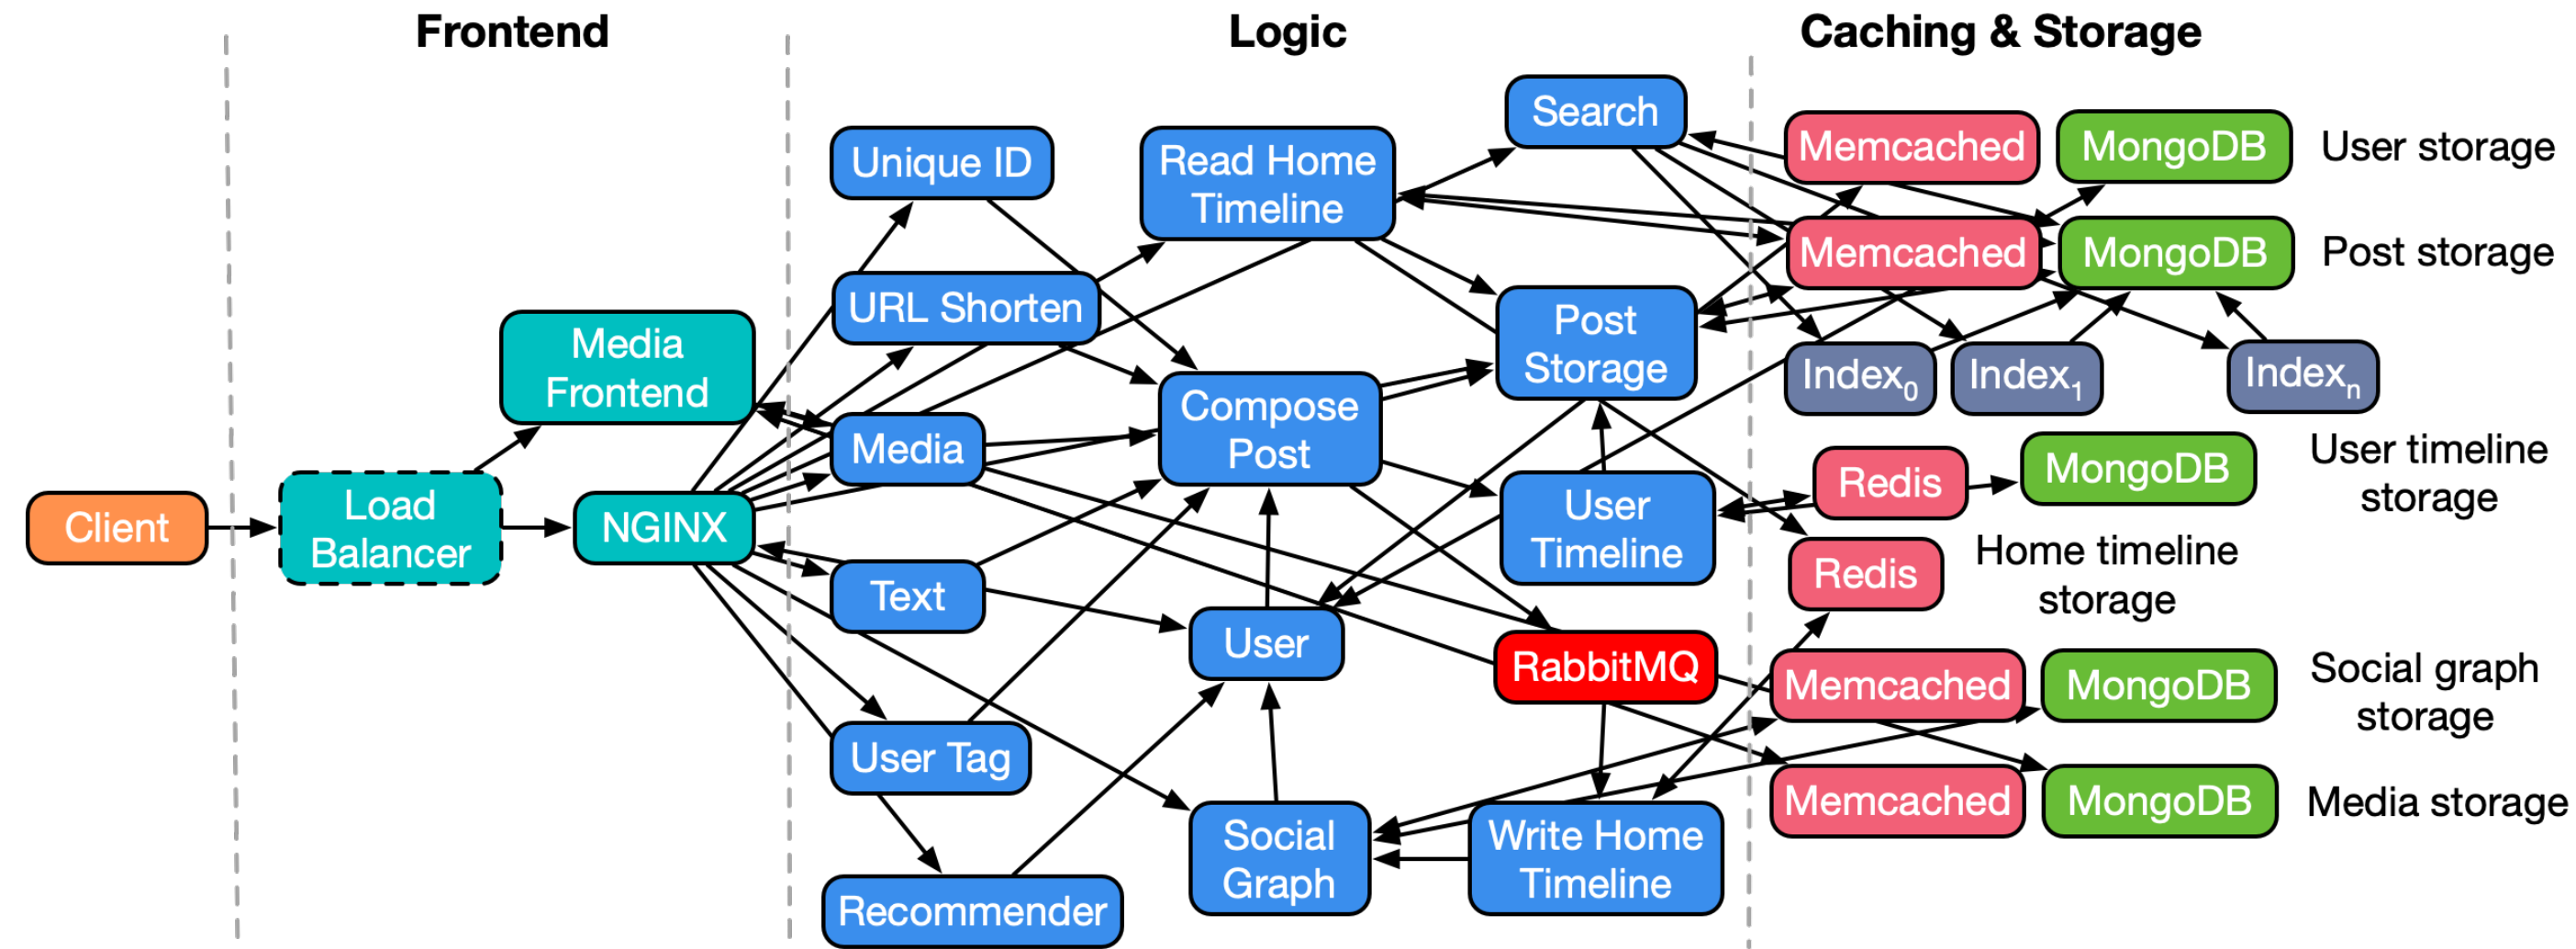 Frontend
Logic
Caching & Storage
Client
Load
Balancer
Media
Frontend
NGINX
Unique ID
URL Shorten
Media
Text
User Tag
Recommender
Read Home
Timeline
Compose
Post
User
Social
Graph
Search
Post
Storage
User
Timeline
RabbitMQ
Write Home
Timeline
Memcached
MongoDB
User storage
Memcached
MongoDB
Post storage
Index0
Index1
Indexn
Redis
MongoDB
User timeline
storage
Redis
Home timeline
storage
Memcached
MongoDB
Social graph
storage
Memcached
MongoDB
Media storage